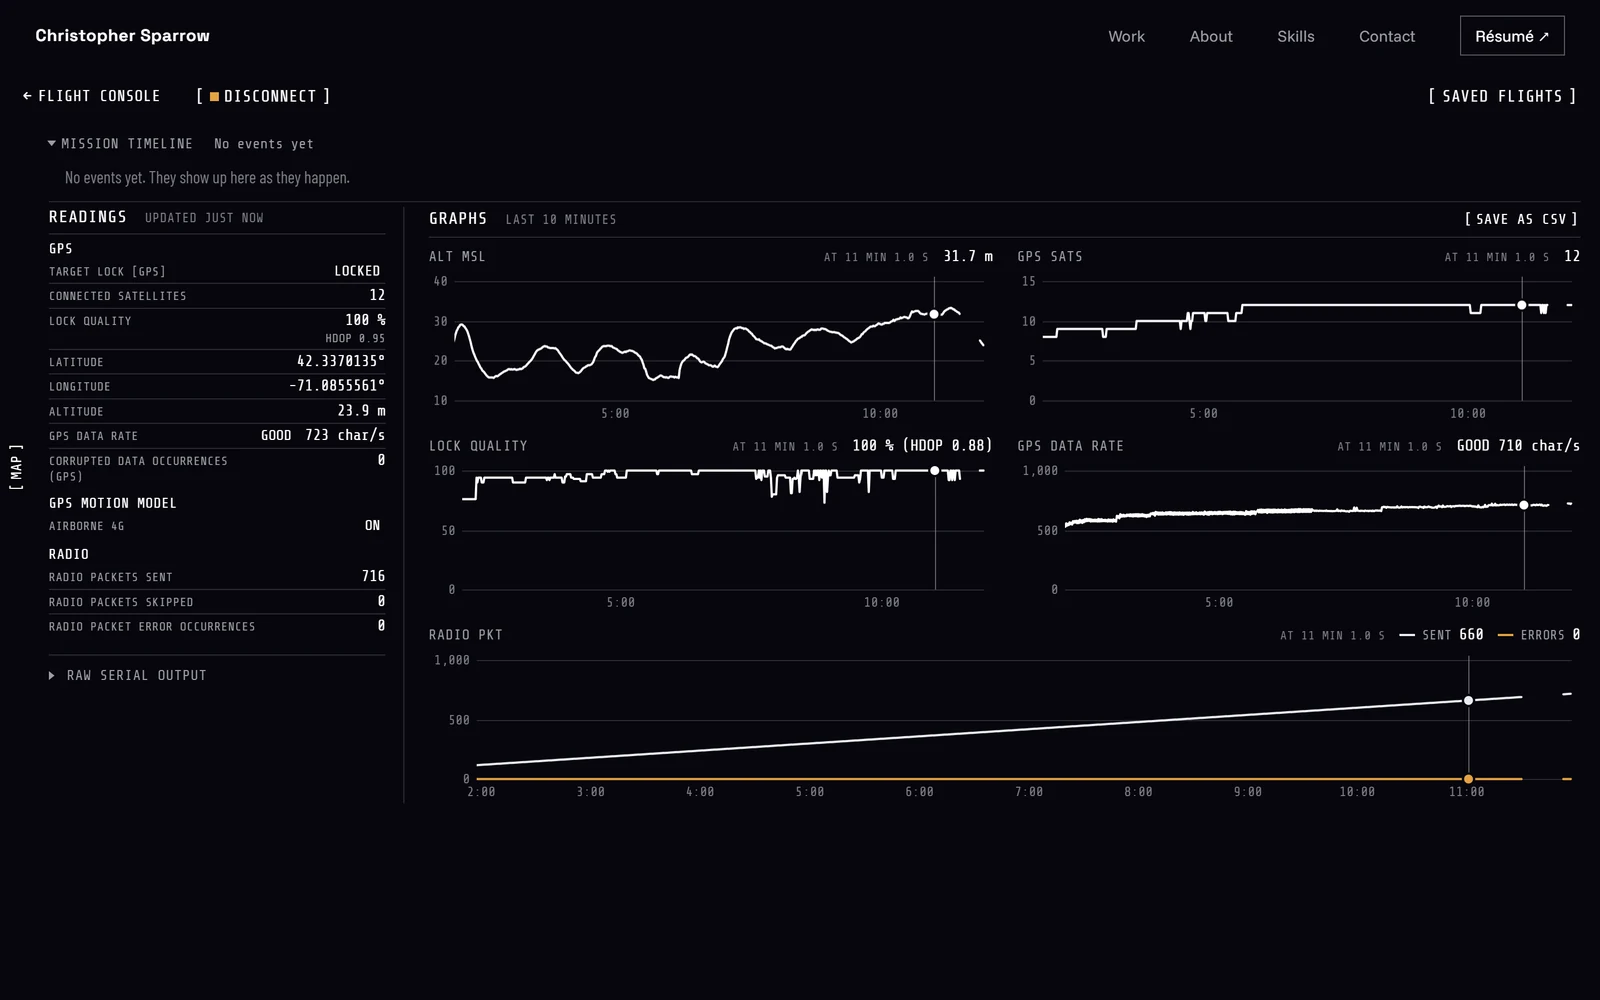 Christopher Sparrow
Work About Skills Contact Résumé ↗
← FLIGHT CONSOLE [ DISCONNECT ] [ SAVED FLIGHTS ]
MISSION TIMELINE No events yet
No events yet. They show up here as they happen.
[ MAP ]
READINGS UPDATED JUST NOW
GPS
TARGET LOCK [GPS] LOCKED
CONNECTED SATELLITES 12
LOCK QUALITY 100 %
HDOP 0.95
LATITUDE 42.3370135°
LONGITUDE -71.0855561°
ALTITUDE 23.9 m
GPS DATA RATE GOOD 723 char/s
CORRUPTED DATA OCCURRENCES 0
(GPS)
GPS MOTION MODEL
AIRBORNE 4G ON
RADIO
RADIO PACKETS SENT 716
RADIO PACKETS SKIPPED 0
RADIO PACKET ERROR OCCURRENCES 0
RAW SERIAL OUTPUT
GRAPHS LAST 10 MINUTES [ SAVE AS CSV ]
ALT MSL AT 11 MIN 1.0 S 31.7 m
40
30
20
10
5:00 10:00
GPS SATS AT 11 MIN 1.0 S 12
15
10
5
0
5:00 10:00
LOCK QUALITY AT 11 MIN 1.0 S 100 % (HDOP 0.88)
100
50
0
5:00 10:00
GPS DATA RATE AT 11 MIN 1.0 S GOOD 710 char/s
1,000
500
0
5:00 10:00
RADIO PKT AT 11 MIN 1.0 S SENT 660 ERRORS 0
1,000
500
0
2:00 3:00 4:00 5:00 6:00 7:00 8:00 9:00 10:00 11:00